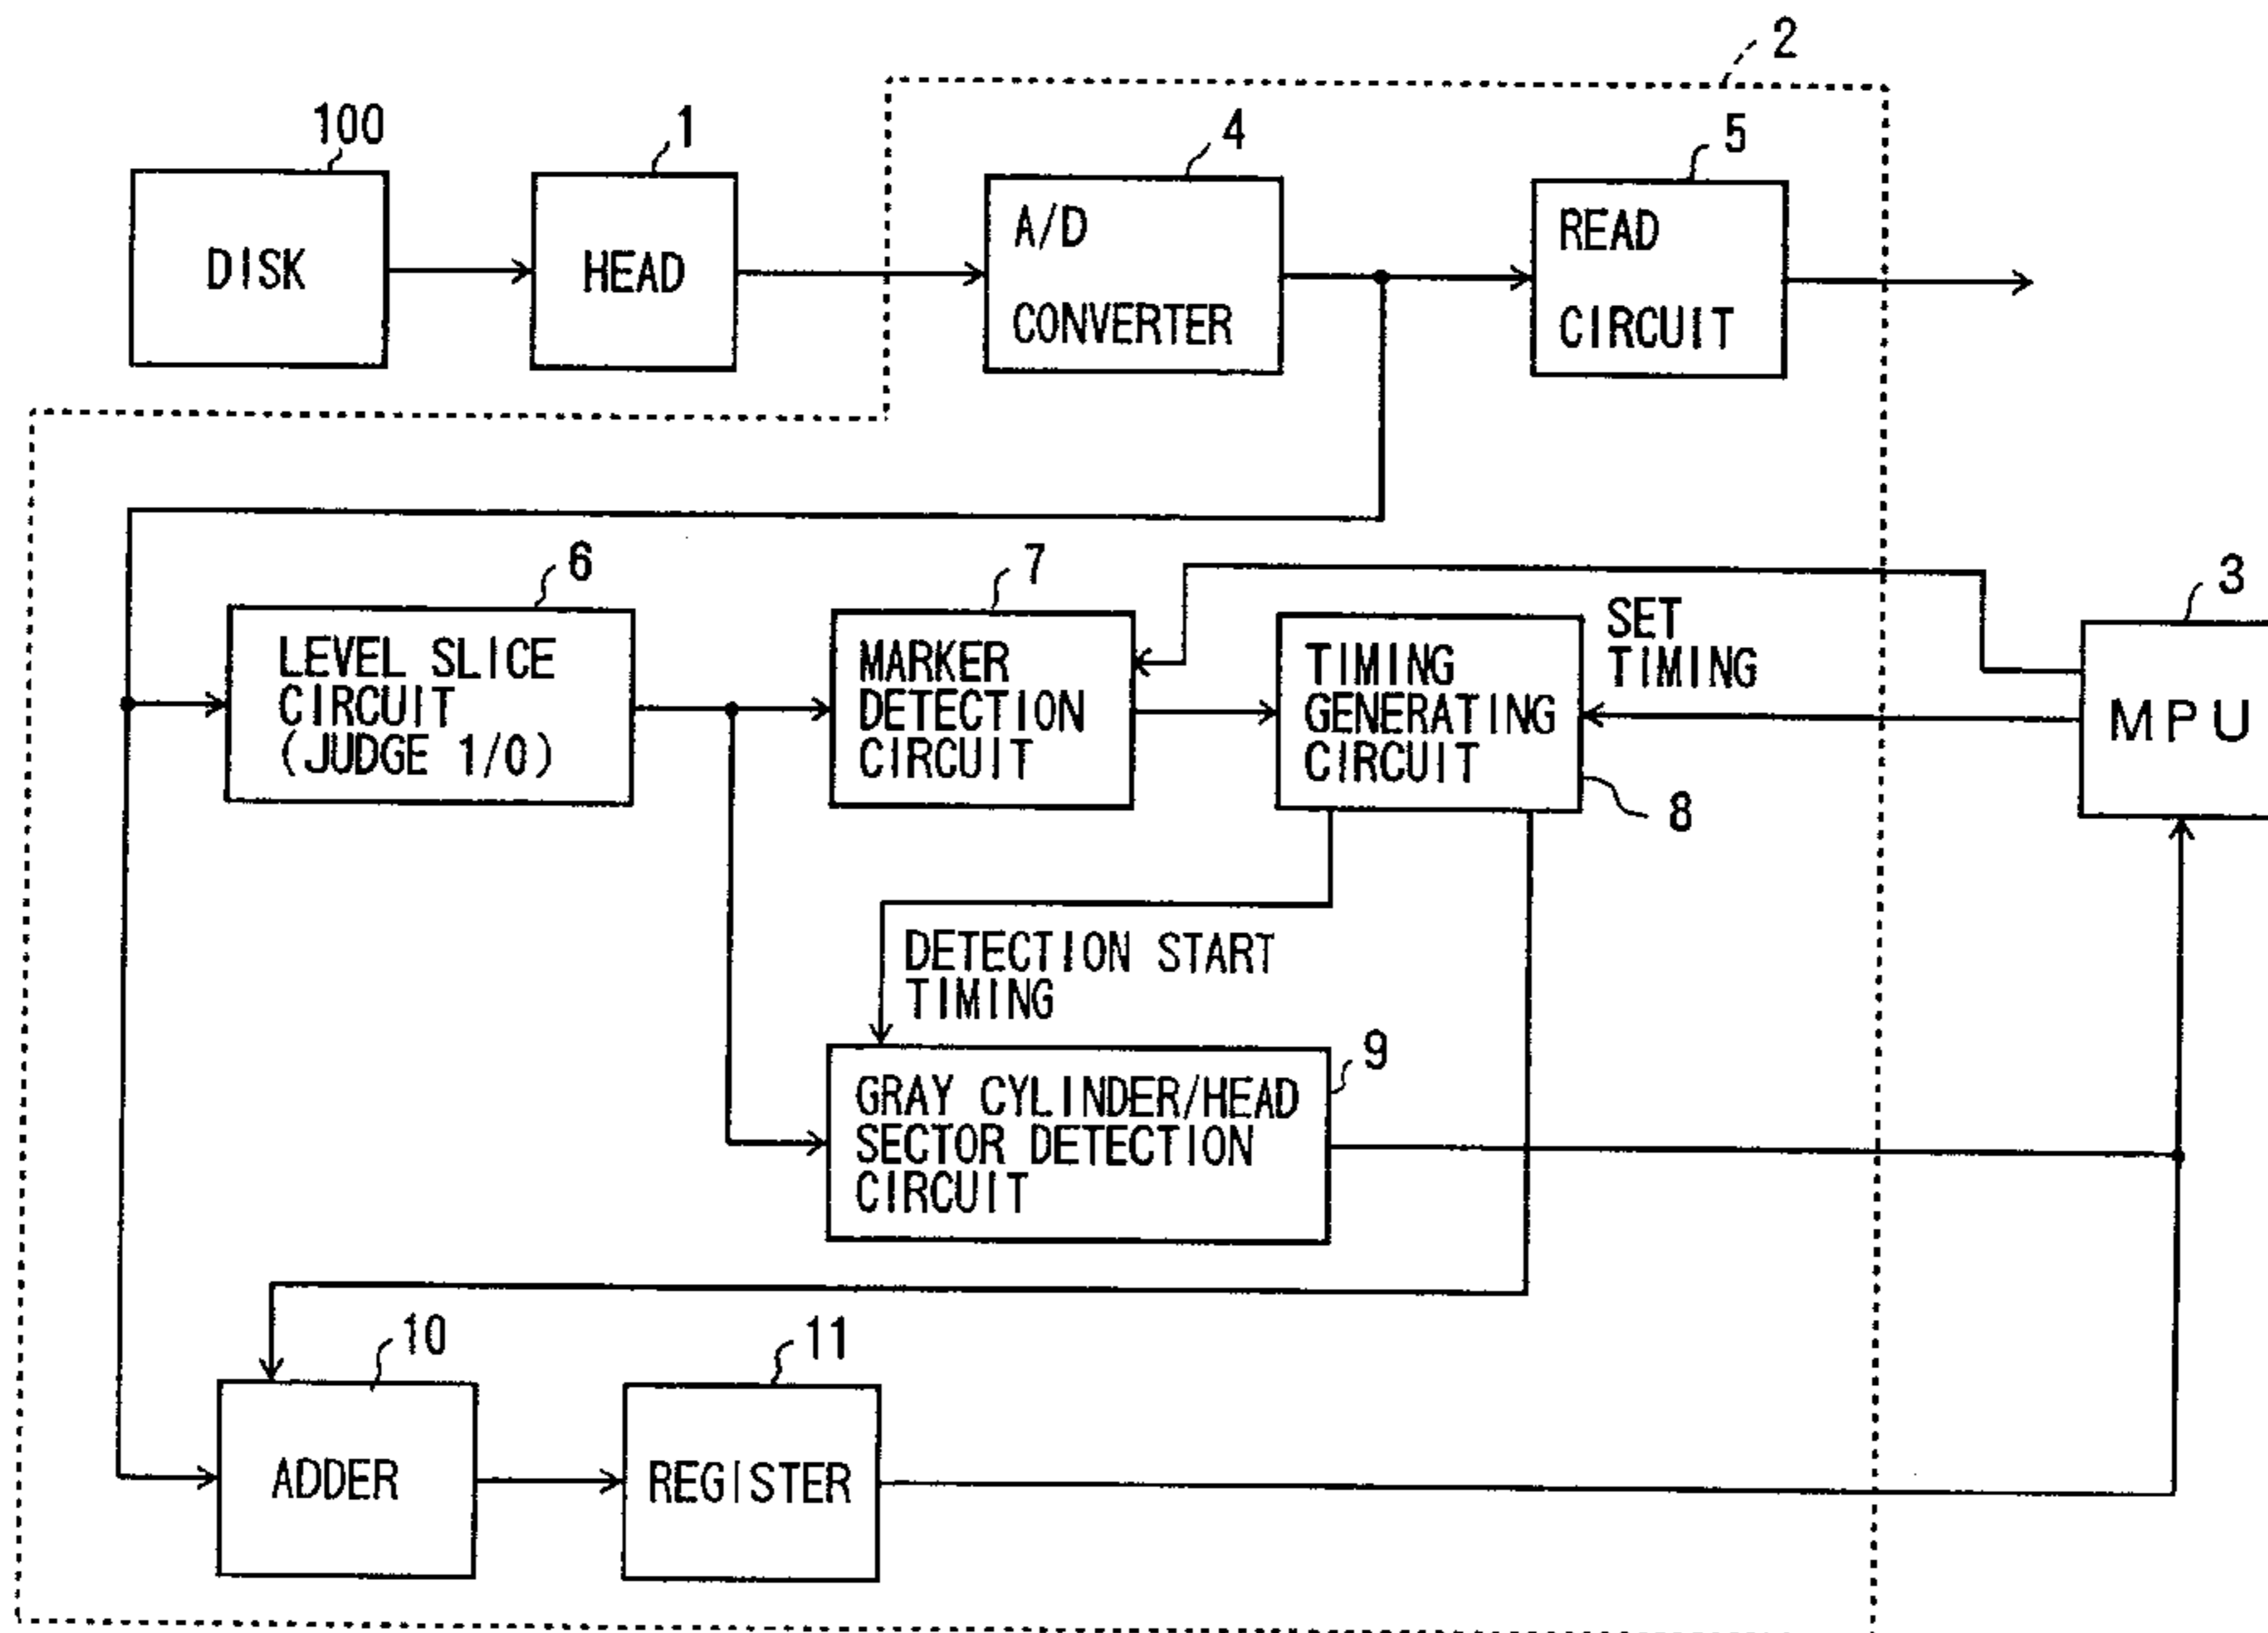 2
100
1
4
5
DISK
HEAD
A/D
CONVERTER
READ
CIRCUIT
6
7
3
LEVEL SLICE
CIRCUIT
(JUDGE 1/0)
MARKER
DETECTION
CIRCUIT
TIMING
GENERATING
CIRCUIT
SET
TIMING
MPU
8
DETECTION START
TIMING
9
GRAY CYLINDER/HEAD
SECTOR DETECTION
CIRCUIT
10
11
ADDER
REGISTER